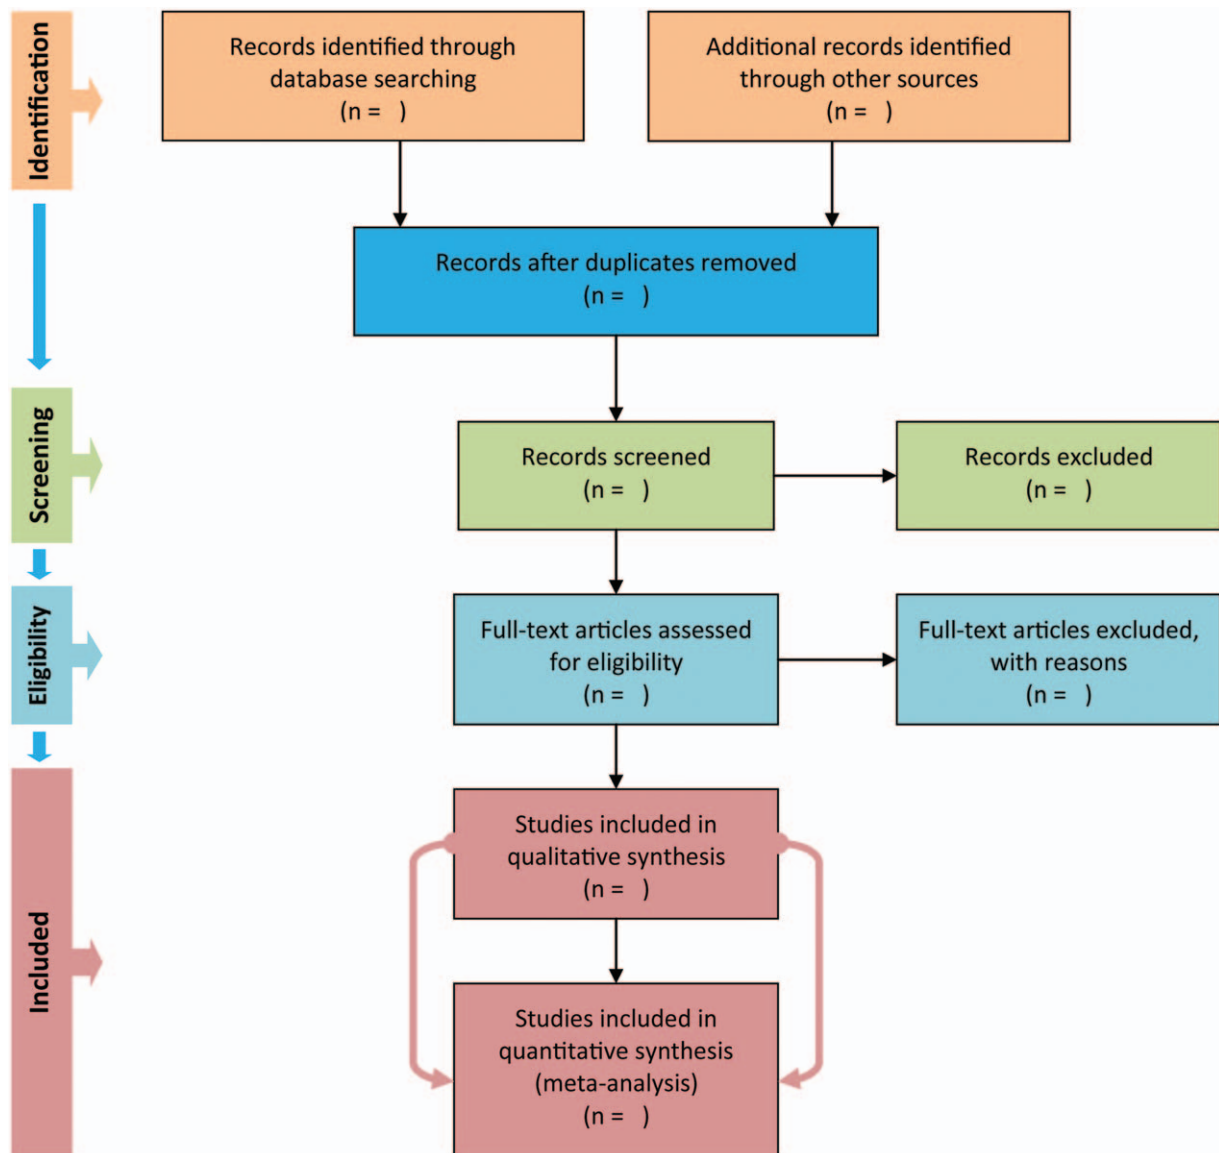 Identification
Records identified through
database searching
(n =   )
Additional records identified
through other sources
(n =   )
Records after duplicates removed
(n =   )
Screening
Records screened
(n =   )
Records excluded
(n =   )
Eligibility
Full-text articles assessed
for eligibility
(n =   )
Full-text articles excluded,
with reasons
(n =   )
Included
Studies included in
qualitative synthesis
(n =   )
Studies included in
quantitative synthesis
(meta-analysis)
(n =   )